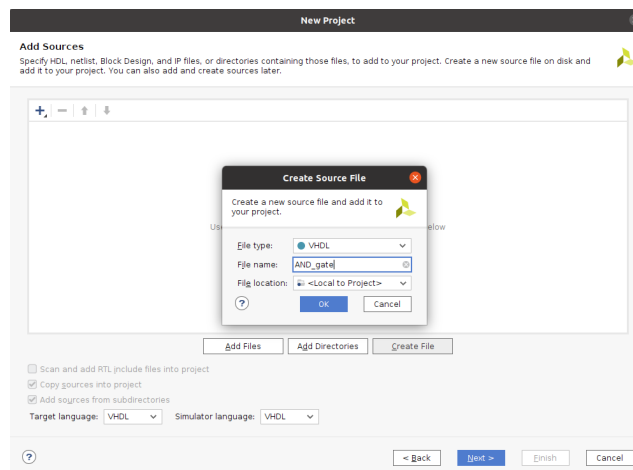 New Project
Add Sources
Specify HDL, netlist, Block Design, and IP files, or directories containing those files, to add to your project. Create a new source file on disk and
add it to your project. You can also add and create sources later.
Create Source File
Create a new source file and add it to
your project.
Us
elow
File type:
VHDL
File name:
AND_gate
File location:
<Local to Project>
?
OK
Cancel
Add Files
Add Directories
Create File
Scan and add RTL include files into project
Copy sources into project
Add sources from subdirectories
Target language:
VHDL
Simulator language:
VHDL
?
< Back
Next >
Finish
Cancel